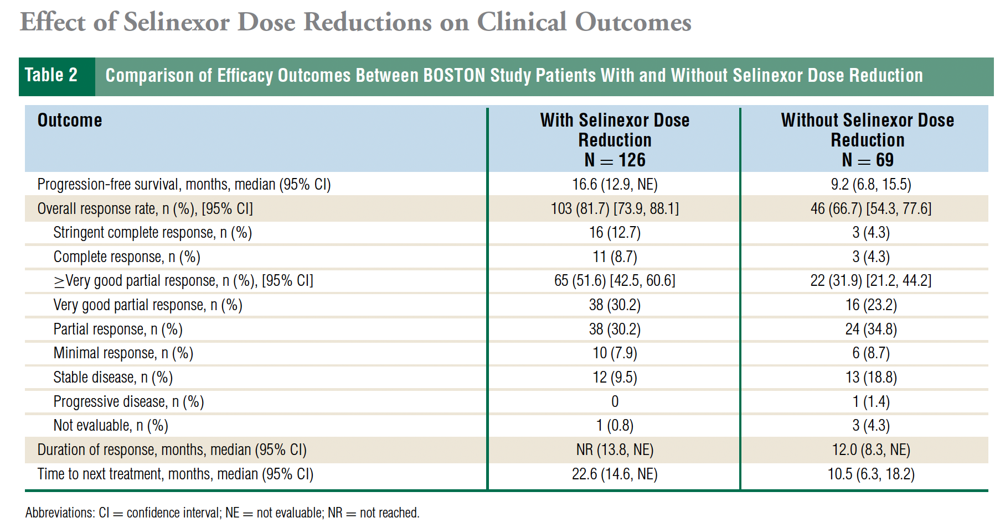 Effect of Selinexor Dose Reductions on Clinical Outcomes
Table 2 Comparison of Efficacy Outcomes Between BOSTON Study Patients With and Without Selinexor Dose Reduction
Outcome
With Selinexor Dose
Reduction
N = 126
Without Selinexor Dose
Reduction
N = 69
Progression-free survival, months, median (95% CI) 16.6 (12.9, NE) 9.2 (6.8, 15.5)
Overall response rate, n (%), [95% CI] 103 (81.7) [73.9, 88.1] 46 (66.7) [54.3, 77.6]
Stringent complete response, n (%) 16 (12.7) 3 (4.3)
Complete response, n (%) 11 (8.7) 3 (4.3)
≥Very good partial response, n (%), [95% CI] 65 (51.6) [42.5, 60.6] 22 (31.9) [21.2, 44.2]
Very good partial response, n (%) 38 (30.2) 16 (23.2)
Partial response, n (%) 38 (30.2) 24 (34.8)
Minimal response, n (%) 10 (7.9) 6 (8.7)
Stable disease, n (%) 12 (9.5) 13 (18.8)
Progressive disease, n (%) 0 1 (1.4)
Not evaluable, n (%) 1 (0.8) 3 (4.3)
Duration of response, months, median (95% CI) NR (13.8, NE) 12.0 (8.3, NE)
Time to next treatment, months, median (95% CI) 22.6 (14.6, NE) 10.5 (6.3, 18.2)
Abbreviations: CI = confidence interval; NE = not evaluable; NR = not reached.